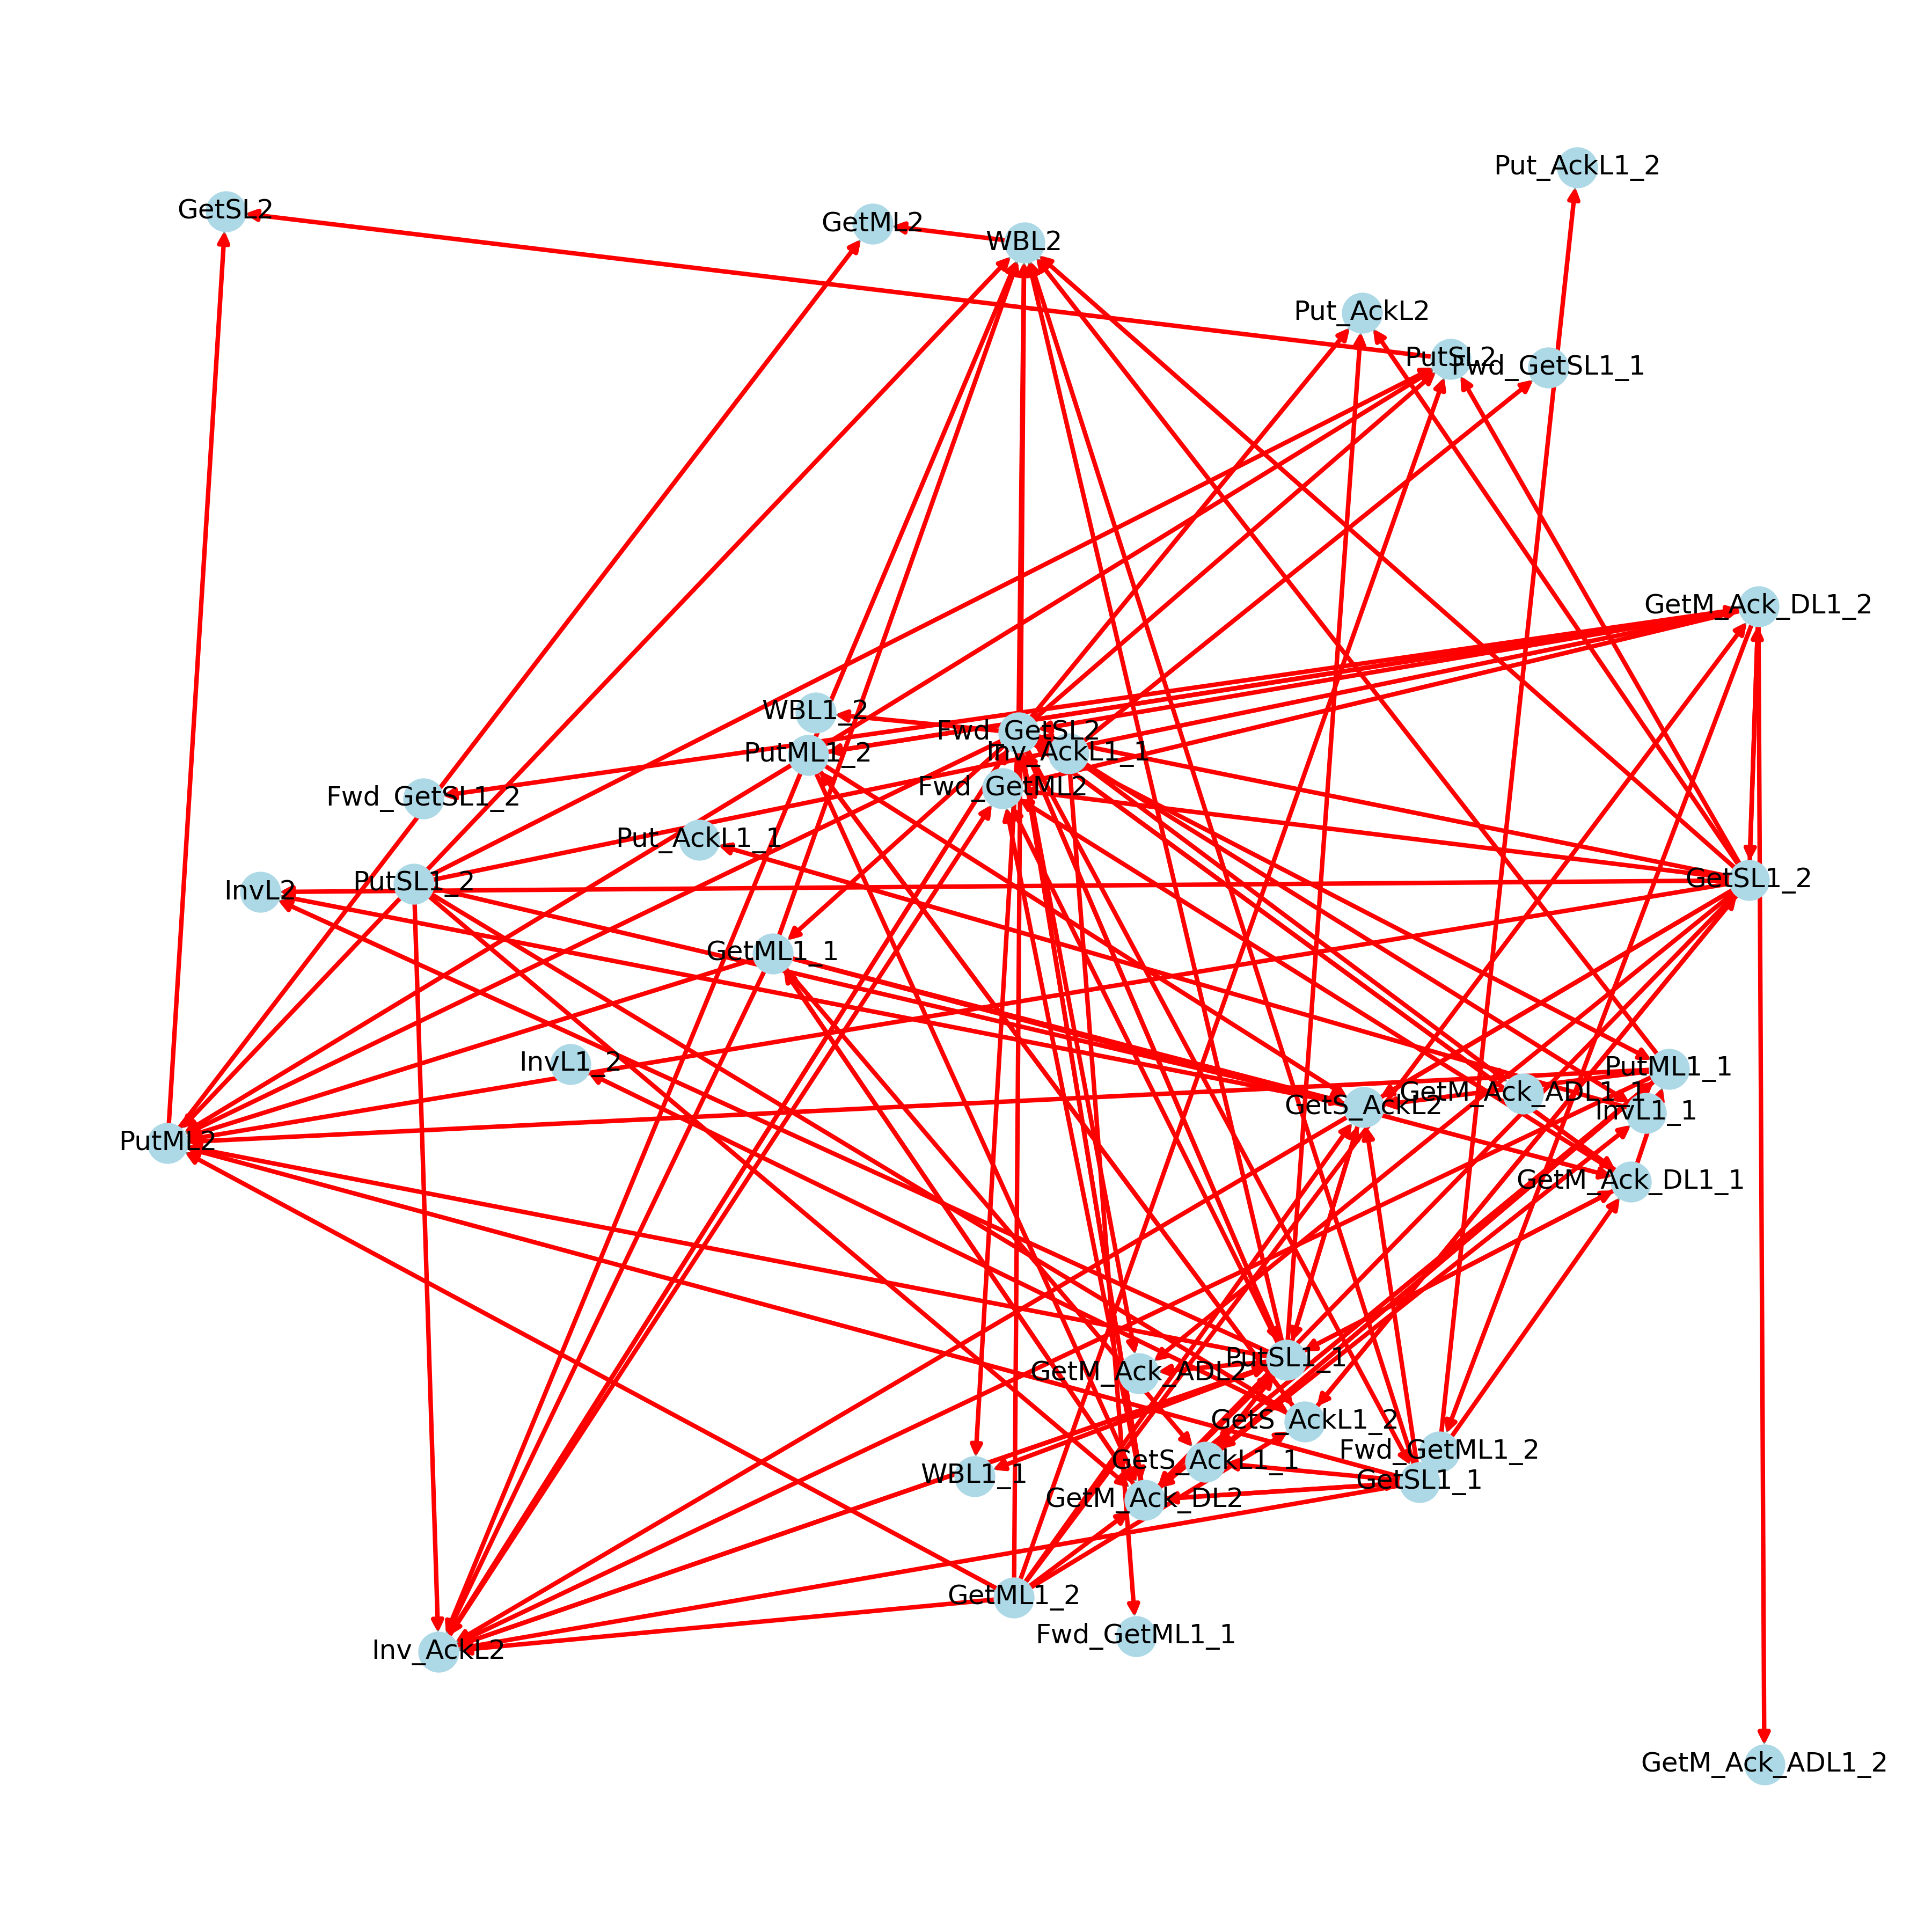 Put_AckL1_2
GetSL2
GetML2
WBL2
Put_AckL2
PutSL2
Fwd_GetSL1_1
GetM_Ack_DL1_2
WBL1_2
Fwd_GetSL2
PutML1_2
Inv_AckL1_1
Fwd_GetML2
Fwd_GetSL1_2
Put_AckL1_1
PutSL1_2
InvL2
GetSL1_2
GetML1_1
InvL1_2
PutML1_1
GetM_Ack_ADL1_1
GetS_AckL2
InvL1_1
PutML2
GetM_Ack_DL1_1
PutSL1_1
GetM_Ack_ADL2
GetS_AckL1_2
Fwd_GetML1_2
GetS_AckL1_1
WBL1_1
GetSL1_1
GetM_Ack_DL2
GetML1_2
Fwd_GetML1_1
Inv_AckL2
GetM_Ack_ADL1_2